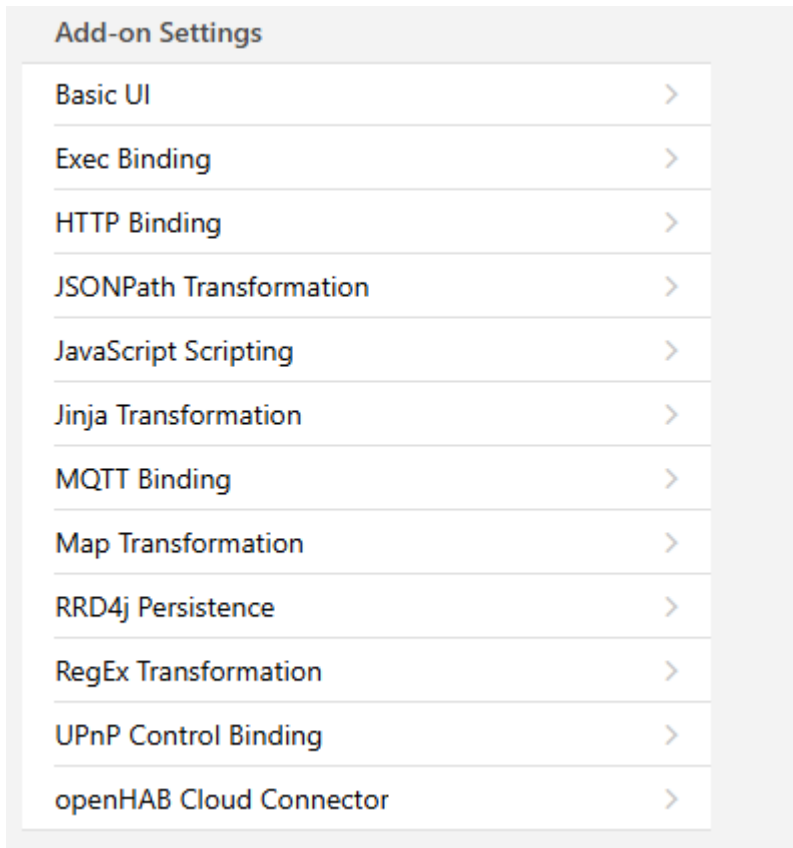 Add-on Settings
Basic UI
Exec Binding
HTTP Binding
JSONPath Transformation
JavaScript Scripting
Jinja Transformation
MQTT Binding
Map Transformation
RRD4j Persistence
RegEx Transformation
UPnP Control Binding
openHAB Cloud Connector